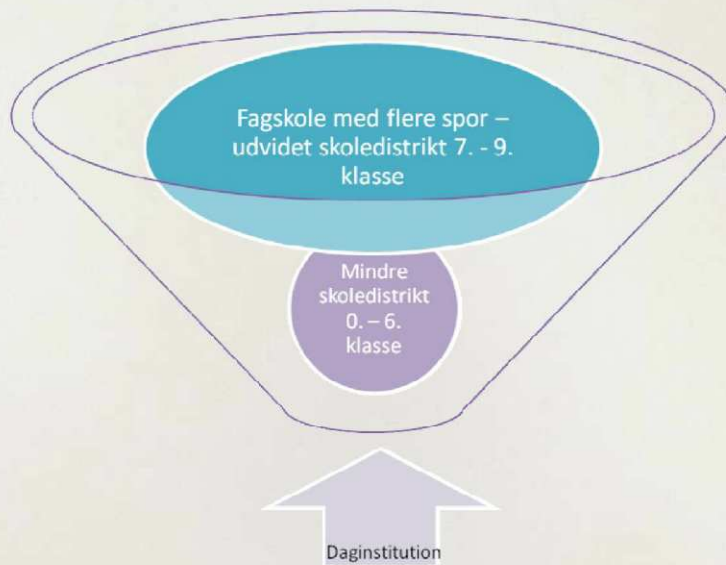 Fagskole med flere spor –
udvidet skoledistrikt 7. - 9.
klasse
Mindre
skoledistrikt
0. – 6.
klasse
Daginstitution